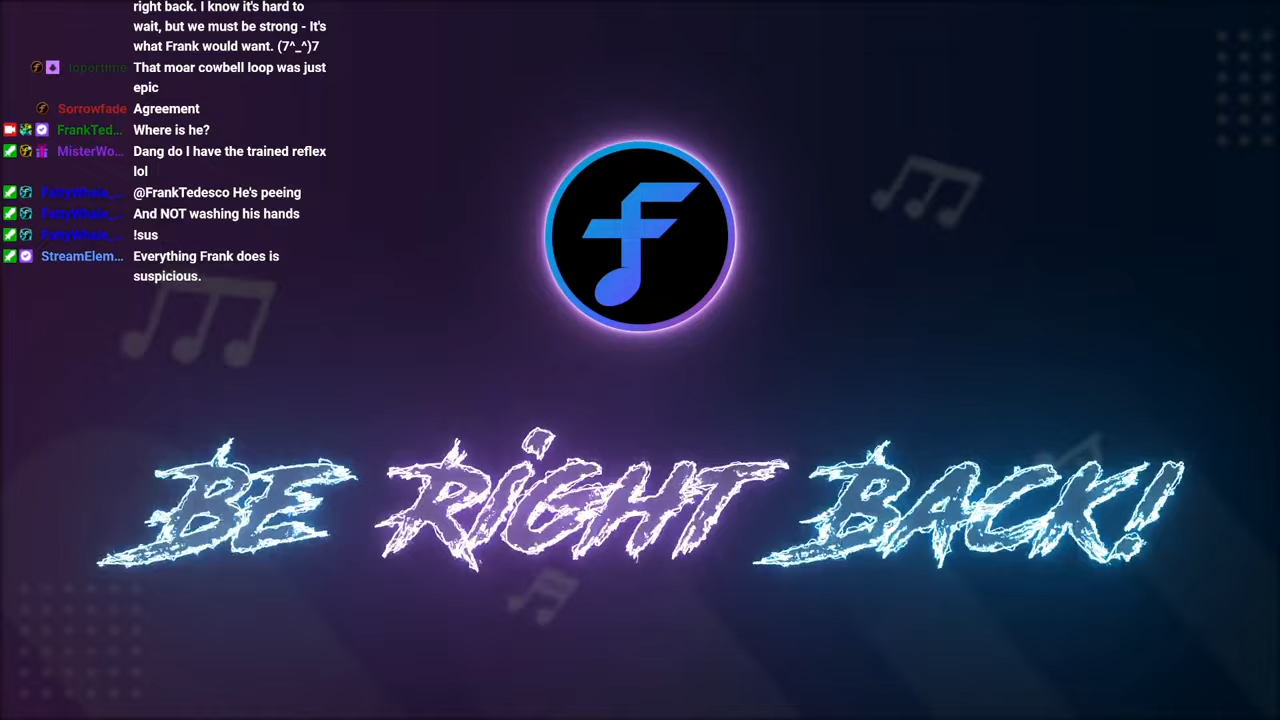 right back. I know it's hard to
wait, but we must be strong - It's
what Frank would want. (7^_^)7
That moar cowbell loop was just
epic
Sorrowfade Agreement
FrankTed... Where is he?
MisterWo... Dang do I have the trained reflex
lol
FattyWhale_... @FrankTedesco He's peeing
FattyWhale_... And NOT washing his hands
FattyWhale_... !sus
StreamElem... Everything Frank does is
suspicious.
BE RIGHT BACK!